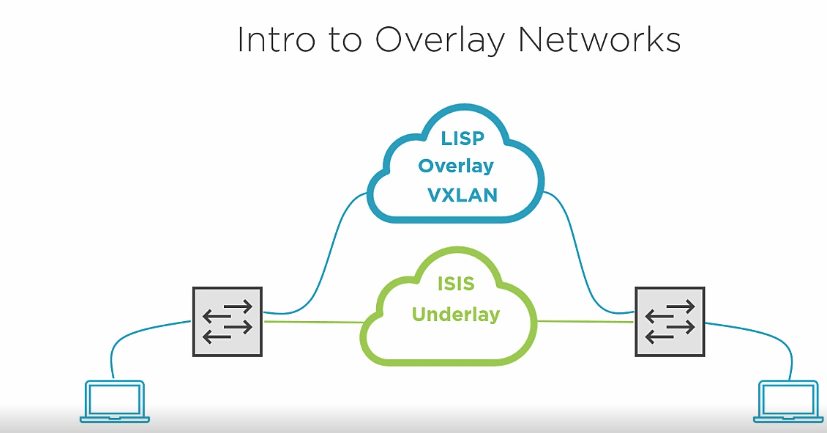 Intro to Overlay Networks
LISP
Overlay
VXLAN
ISIS
Underlay